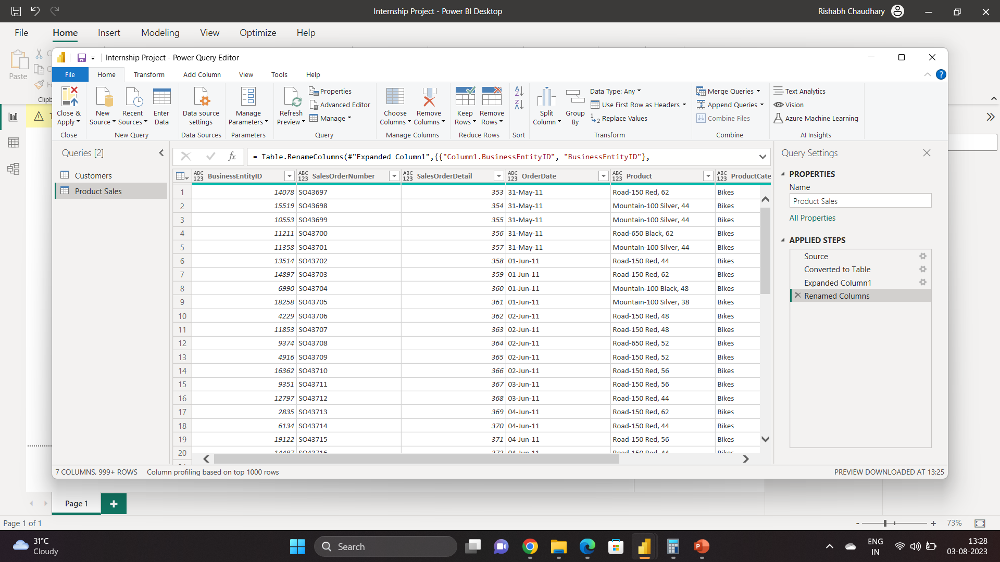 Internship Project - Power BI Desktop
Rishabh Chaudhary
File Home Insert Modeling View Optimize Help
Paste
Internship Project - Power Query Editor
File Home Transform Add Column View Tools Help
Close & Apply
New Source
Recent Sources
Enter Data
Data source settings
Manage Parameters
Refresh Preview
Properties
Advanced Editor
Manage
Choose Columns
Remove Columns
Keep Rows
Remove Rows
Split Column
Group By
Data Type: Any
Use First Row as Headers
Replace Values
Merge Queries
Append Queries
Combine Files
Text Analytics
Vision
Azure Machine Learning
Close New Query Data Sources Parameters Query Manage Columns Reduce Rows Sort Transform Combine AI Insights
Queries [2]
Customers
Product Sales
fx = Table.RenameColumns(#"Expanded Column1",{{"Column1.BusinessEntityID", "BusinessEntityID"},
ABC 123 BusinessEntityID ABC 123 SalesOrderNumber ABC 123 SalesOrderDetail ABC 123 OrderDate ABC 123 Product ABC 123 ProductCate
1 14078 SO43697 353 31-May-11 Road-150 Red, 62 Bikes
2 15519 SO43698 354 31-May-11 Mountain-100 Silver, 44 Bikes
3 10553 SO43699 355 31-May-11 Mountain-100 Silver, 44 Bikes
4 11211 SO43700 356 31-May-11 Road-650 Black, 62 Bikes
5 11358 SO43701 357 31-May-11 Mountain-100 Silver, 44 Bikes
6 13514 SO43702 358 01-Jun-11 Road-150 Red, 44 Bikes
7 14897 SO43703 359 01-Jun-11 Road-150 Red, 62 Bikes
8 6990 SO43704 360 01-Jun-11 Mountain-100 Black, 48 Bikes
9 18258 SO43705 361 01-Jun-11 Mountain-100 Silver, 38 Bikes
10 4229 SO43706 362 02-Jun-11 Road-150 Red, 48 Bikes
11 11853 SO43707 363 02-Jun-11 Road-150 Red, 48 Bikes
12 9374 SO43708 364 02-Jun-11 Road-650 Red, 52 Bikes
13 4916 SO43709 365 02-Jun-11 Road-150 Red, 52 Bikes
14 16362 SO43710 366 02-Jun-11 Road-150 Red, 56 Bikes
15 9351 SO43711 367 03-Jun-11 Road-150 Red, 56 Bikes
16 12797 SO43712 368 03-Jun-11 Road-150 Red, 44 Bikes
17 2835 SO43713 369 04-Jun-11 Road-150 Red, 62 Bikes
18 6134 SO43714 370 04-Jun-11 Road-150 Red, 44 Bikes
19 19122 SO43715 371 04-Jun-11 Road-150 Red, 56 Bikes
20 14487 SO43716 372 04-Jun-11 Road-150 Red, 44 Bikes
Query Settings
PROPERTIES
Name
Product Sales
All Properties
APPLIED STEPS
Source
Converted to Table
Expanded Column1
Renamed Columns
7 COLUMNS, 999+ ROWS Column profiling based on top 1000 rows
PREVIEW DOWNLOADED AT 13:25
Page 1
Page 1 of 1
73%
31°C
Cloudy
Search
ENG
IN
13:28
03-08-2023